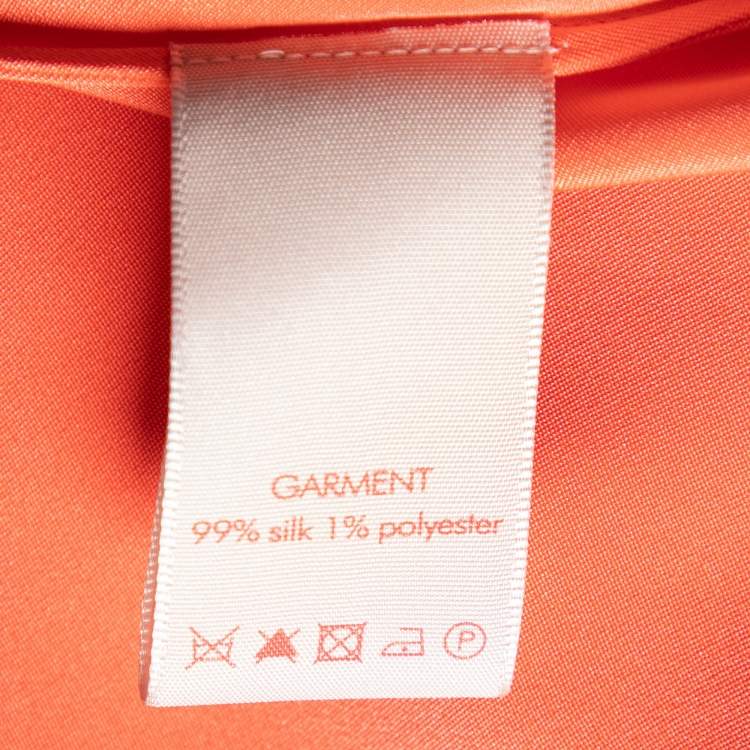 GARMENT
99% silk 1% polyester
P